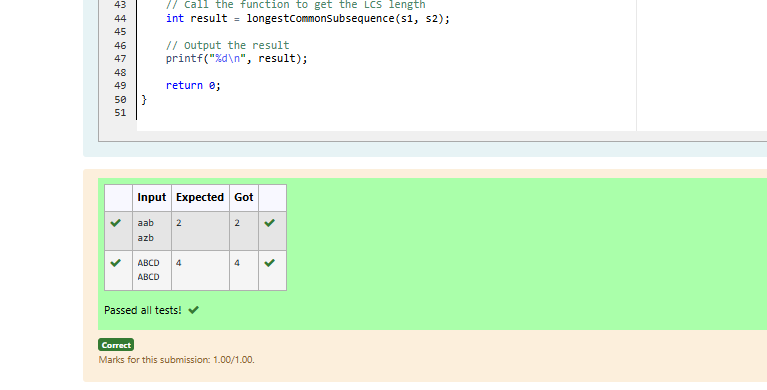 43 // Call the function to get the LCS length
44 int result = longestCommonSubsequence(s1, s2);
45
46 // Output the result
47 printf("%d\n", result);
48
49 return 0;
50 }
51
Input Expected Got
aab 2 2
azb
ABCD 4 4
ABCD
Passed all tests!
Correct
Marks for this submission: 1.00/1.00.